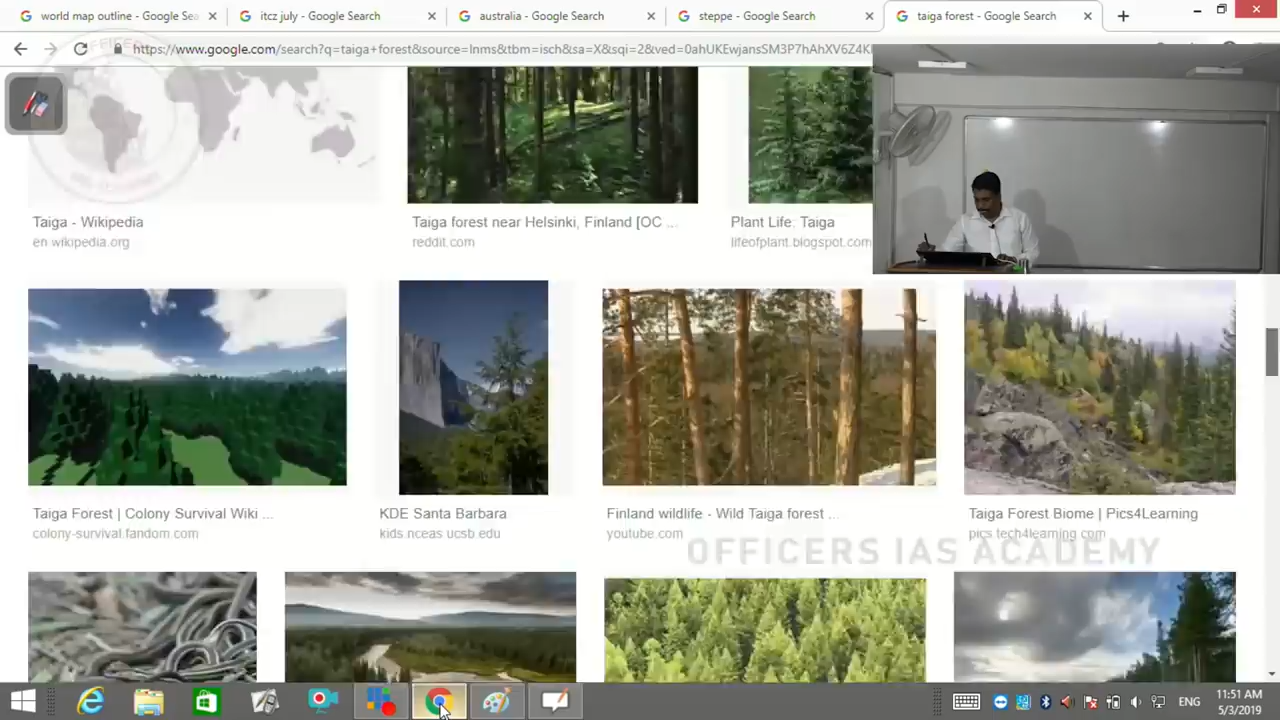 world map outline - Google Sea
itcz july - Google Search
australia - Google Search
steppe - Google Search
taiga forest - Google Search
https://www.google.com/search?q=taiga+forest&source=lnms&tbm=isch&sa=X&sqi=2&ved=0ahUKEwjansSM3P7hAhXV6Z4K
Taiga - Wikipedia
en.wikipedia.org
Taiga forest near Helsinki, Finland [OC ...
reddit.com
Plant Life: Taiga
lifeofplant.blogspot.com
Taiga Forest | Colony Survival Wiki ...
colony-survival.fandom.com
KDE Santa Barbara
kids.nceas.ucsb.edu
Finland wildlife - Wild Taiga forest ...
youtube.com
Taiga Forest Biome | Pics4Learning
pics.tech4learning.com
OFFICERS IAS ACADEMY
ENG
11:51 AM
5/3/2019